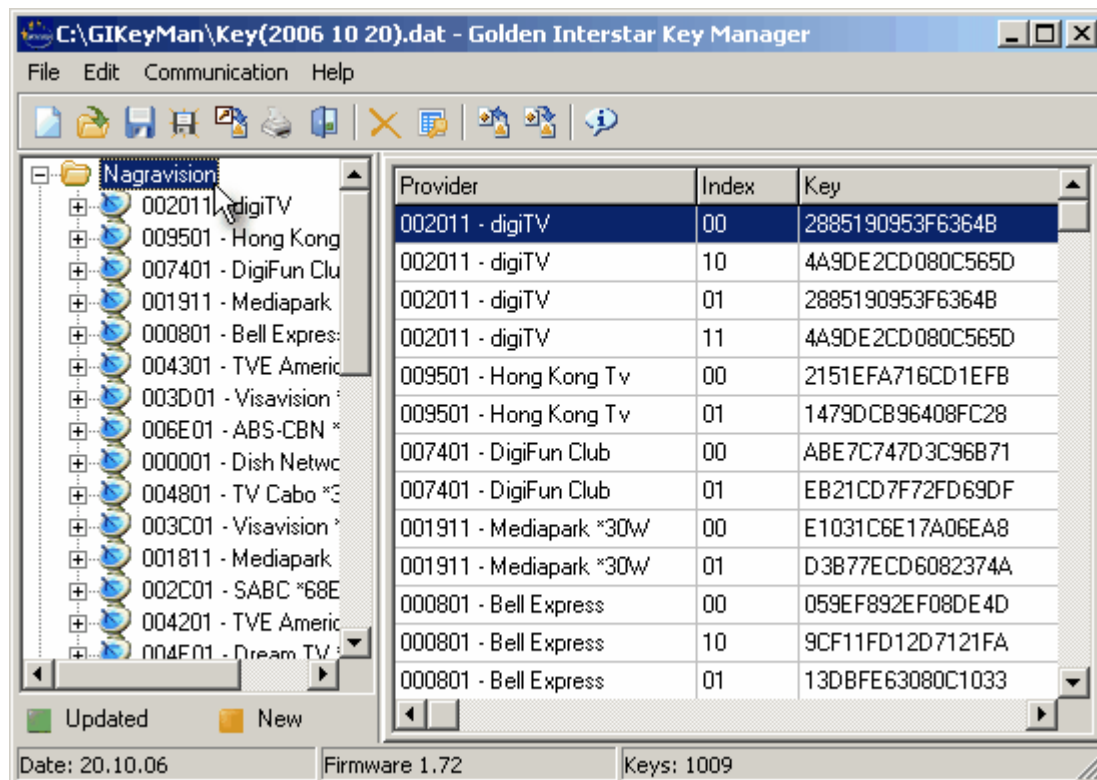 C:\GIKeyMan\Key(2006 10 20).dat - Golden Interstar Key Manager
File Edit Communication Help
Nagravision
002011 - digiTV
009501 - Hong Kong
007401 - DigiFun Clu
001911 - Mediapark
000801 - Bell Expres
004301 - TVE Americ
003D01 - Visavision *
006E01 - ABS-CBN *
000001 - Dish Netwo
004801 - TV Cabo *3
003C01 - Visavision *
001811 - Mediapark
002C01 - SABC *68E
004201 - TVE Americ
004F01 - Dream TV *
Updated New
Provider Index Key
002011 - digiTV 00 2885190953F6364B
002011 - digiTV 10 4A9DE2CD080C565D
002011 - digiTV 01 2885190953F6364B
002011 - digiTV 11 4A9DE2CD080C565D
009501 - Hong Kong Tv 00 2151EFA716CD1EFB
009501 - Hong Kong Tv 01 1479DCB96408FC28
007401 - DigiFun Club 00 ABE7C747D3C96B71
007401 - DigiFun Club 01 EB21CD7F72FD69DF
001911 - Mediapark *30W 00 E1031C6E17A06EA8
001911 - Mediapark *30W 01 D3B77ECD6082374A
000801 - Bell Express 00 059EF892EF08DE4D
000801 - Bell Express 10 9CF11FD12D7121FA
000801 - Bell Express 01 13DBFE63080C1033
Date: 20.10.06 Firmware 1.72 Keys: 1009